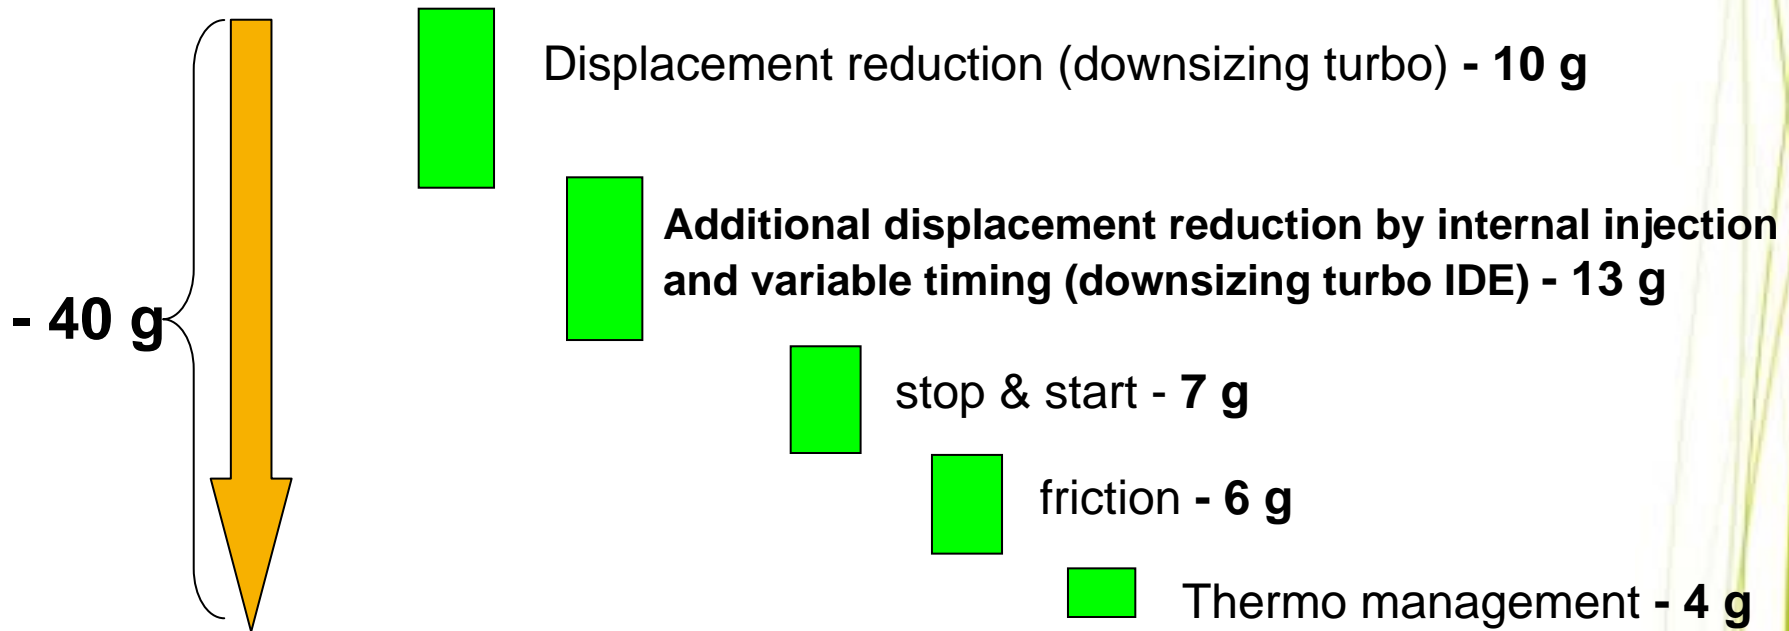 Displacement reduction (downsizing turbo) - 10 g
Additional displacement reduction by internal injection
and variable timing (downsizing turbo IDE) - 13 g
- 40 g
stop & start - 7 g
friction - 6 g
Thermo management - 4 g